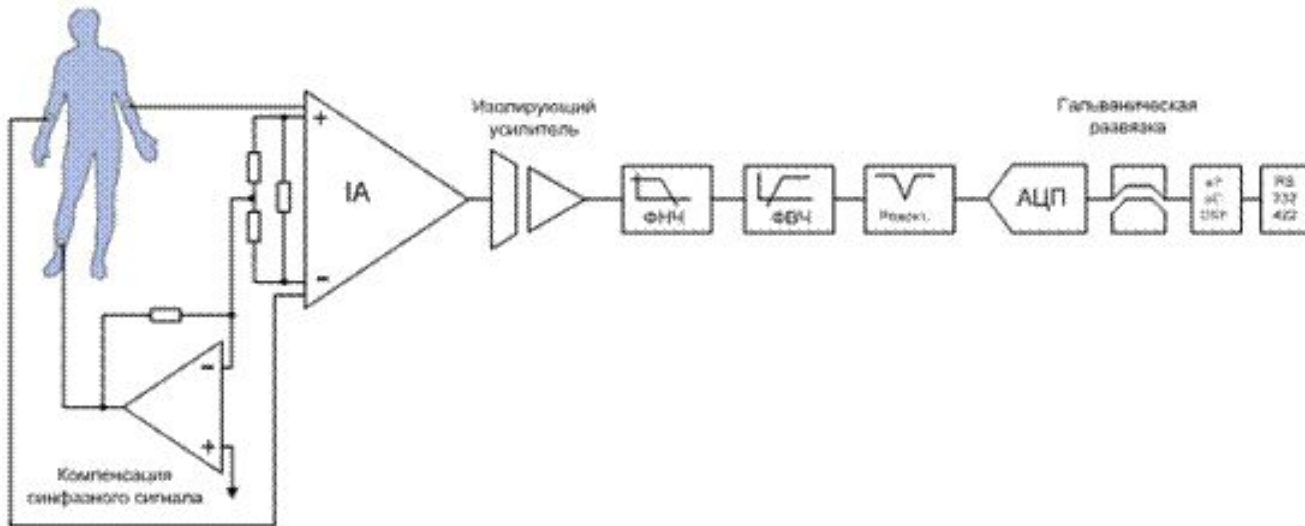 Изолирующий
усилитель
Гальваническая
развязка
+
IA
-
ФНЧ
ФВЧ
АЦП
RS
232
422
-
+
Компенсация
синфазного сигнала